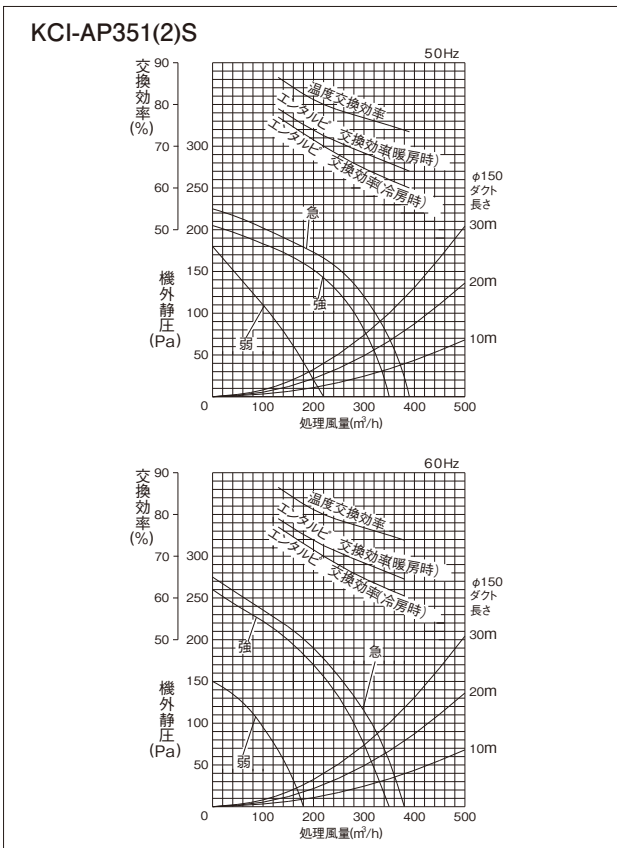 KCI-AP351(2)S
50Hz
交換効率(%)
90
80
70
60
50
300
250
200
150
100
50
0
機外静圧(Pa)
温度交換効率
エンタルピ 交換効率(暖房時)
エンタルピ 交換効率(冷房時)
急
強
弱
φ150
ダクト
長さ
30m
20m
10m
100
200
300
400
500
処理風量(m³/h)
60Hz
交換効率(%)
90
80
70
60
50
300
250
200
150
100
50
0
機外静圧(Pa)
温度交換効率
エンタルピ 交換効率(暖房時)
エンタルピ 交換効率(冷房時)
強
急
弱
φ150
ダクト
長さ
30m
20m
10m
100
200
300
400
500
処理風量(m³/h)